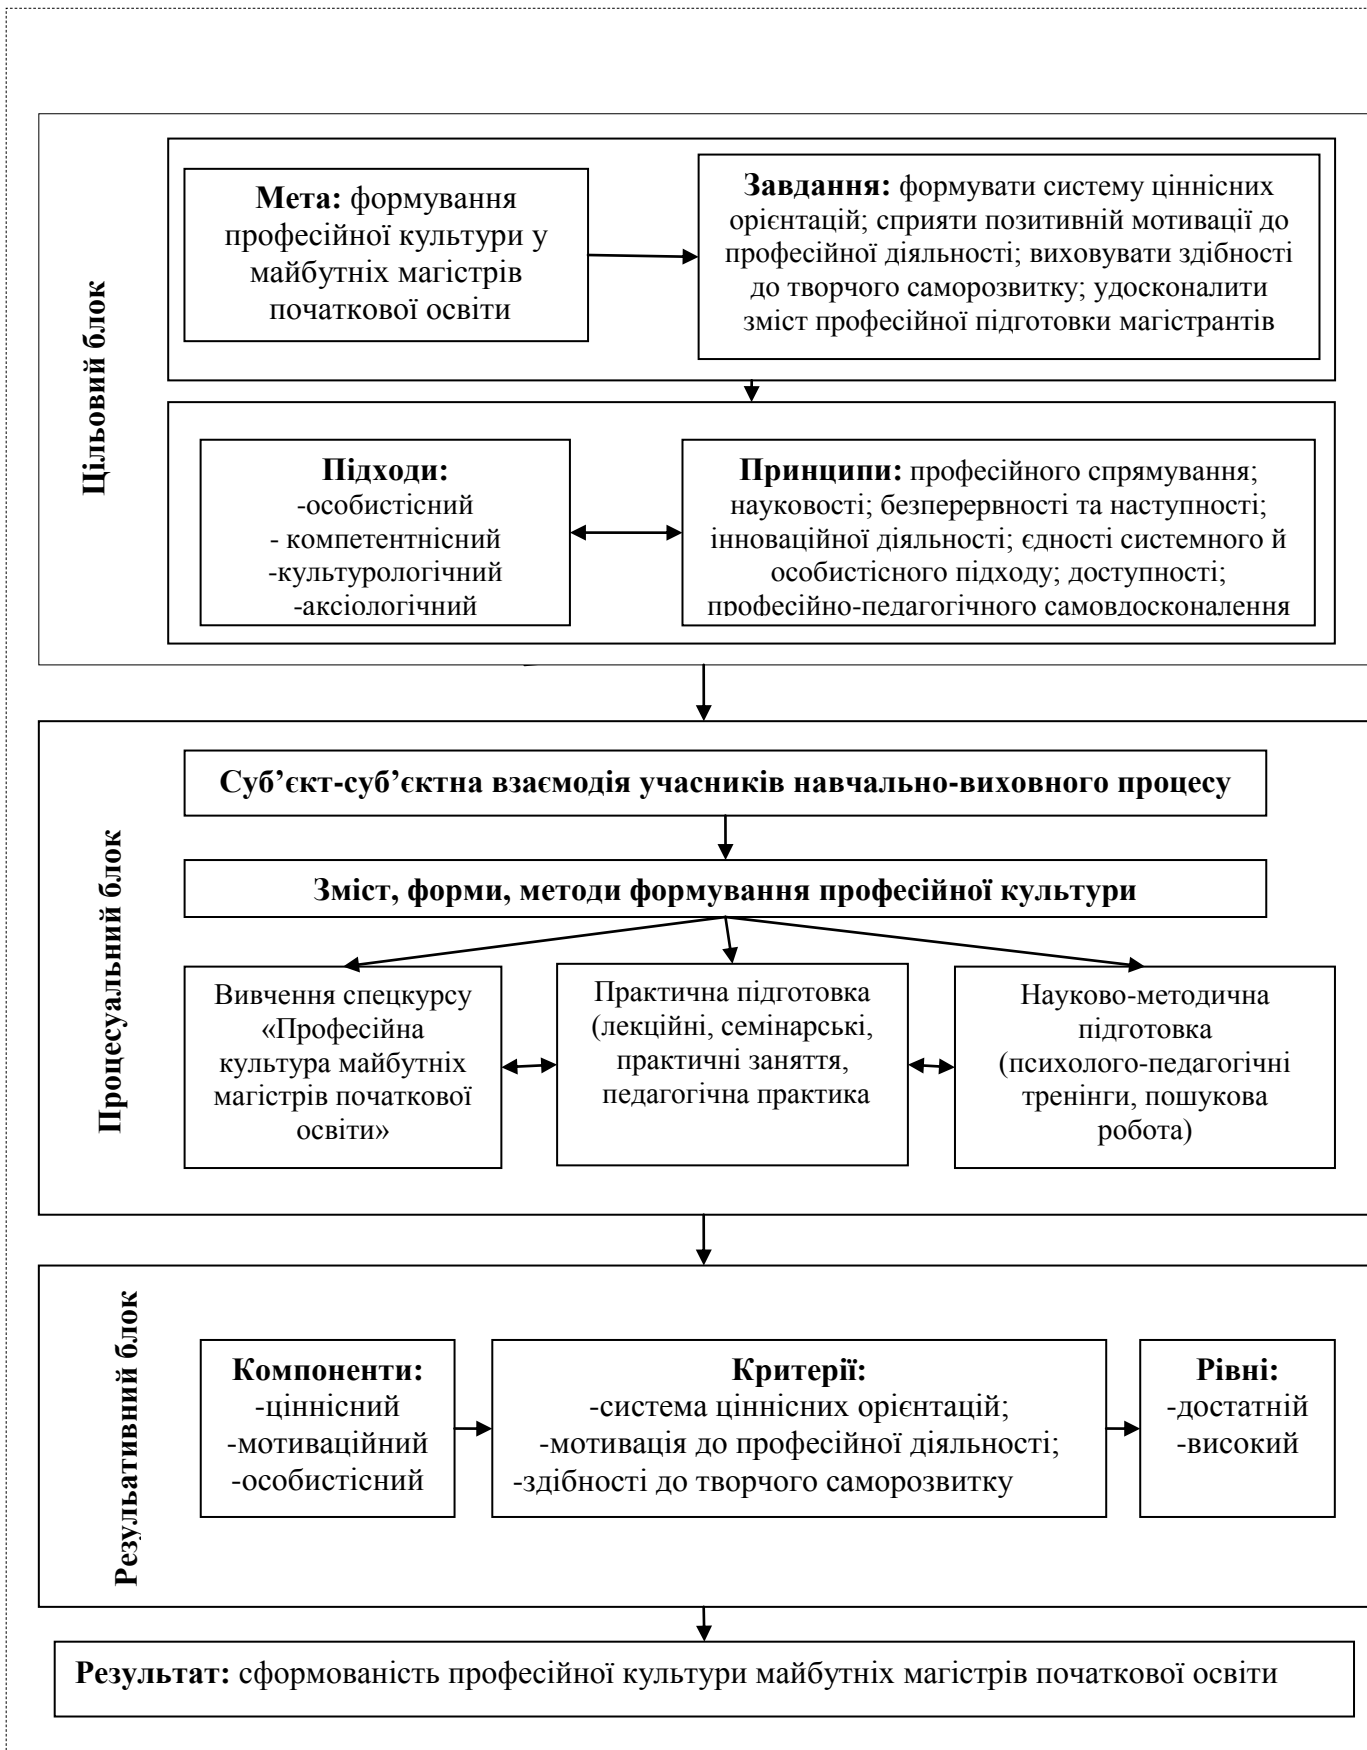 Цільовий блок
Мета: формування
професійної культури у
майбутніх магістрів
початкової освіти
Завдання: формувати систему ціннісних
орієнтацій; сприяти позитивній мотивації до
професійної діяльності; виховувати здібності
до творчого саморозвитку; удосконалити
зміст професійної підготовки магістрантів
Підходи:
-особистісний
- компетентнісний
-культурологічний
-аксіологічний
Принципи: професійного спрямування;
науковості; безперервності та наступності;
інноваційної діяльності; єдності системного й
особистісного підходу; доступності;
професійно-педагогічного самовдосконалення
Процесуальний блок
Суб’єкт-суб’єктна взаємодія учасників навчально-виховного процесу
Зміст, форми, методи формування професійної культури
Вивчення спецкурсу
«Професійна
культура майбутніх
магістрів початкової
освіти»
Практична підготовка
(лекційні, семінарські,
практичні заняття,
педагогічна практика
Науково-методична
підготовка
(психолого-педагогічні
тренінги, пошукова
робота)
Результативний блок
Компоненти:
-ціннісний
-мотиваційний
-особистісний
Критерії:
-система ціннісних орієнтацій;
-мотивація до професійної діяльності;
-здібності до творчого саморозвитку
Рівні:
-достатній
-високий
Результат: сформованість професійної культури майбутніх магістрів початкової освіти